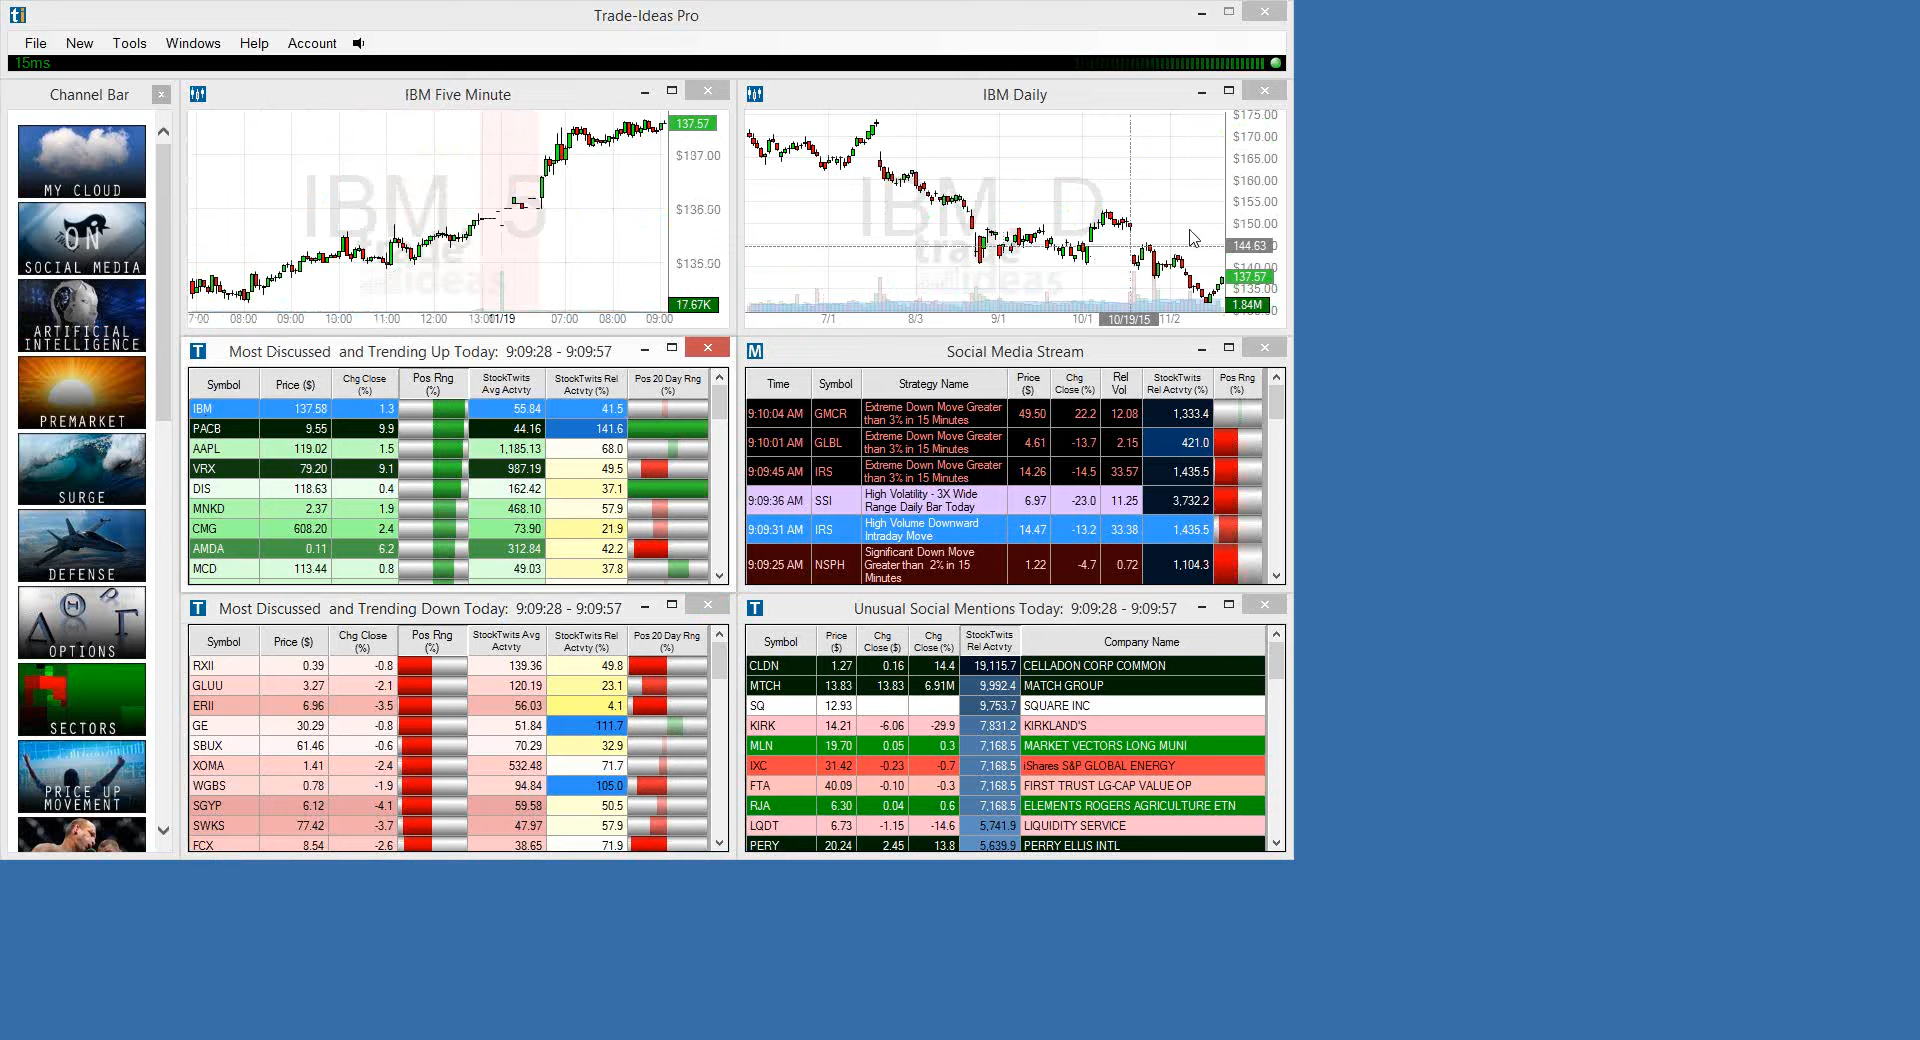 Trade-Ideas Pro
File New Tools Windows Help Account
15ms
Channel Bar
MY CLOUD
ON
SOCIAL MEDIA
ARTIFICIAL
INTELLIGENCE
PREMARKET
SURGE
DEFENSE
OPTIONS
SECTORS
PRICE UP
MOVEMENT
IBM Five Minute
IBM 5
trade
ideas
137.57
$137.00
$136.00
$135.50
17.67K
7:00 08:00 09:00 10:00 11:00 12:00 13:00 11/19 07:00 08:00 09:00
IBM Daily
IBM D
trade
ideas
$175.00
$170.00
$165.00
$160.00
$155.00
$150.00
144.63
$140.00
137.57
$135.00
1.84M
7/1 8/3 9/1 10/1 10/19/15 11/2
Most Discussed and Trending Up Today: 9:09:28 - 9:09:57
Symbol Price ($) Chg Close (%) Pos Rng (%) StockTwits Avg Actvty StockTwits Rel Actvty (%) Pos 20 Day Rng (%)
IBM 137.58 1.3 55.84 41.5
PACB 9.55 9.9 44.16 141.6
AAPL 119.02 1.5 1,185.13 68.0
VRX 79.20 9.1 987.19 49.5
DIS 118.63 0.4 162.42 37.1
MNKD 2.37 1.9 468.10 57.9
CMG 608.20 2.4 73.90 21.9
AMDA 0.11 6.2 312.84 42.2
MCD 113.44 0.8 49.03 37.8
Social Media Stream
Time Symbol Strategy Name Price ($) Chg Close (%) Rel Vol StockTwits Rel Actvty (%) Pos Rng (%)
9:10:04 AM GMCR Extreme Down Move Greater than 3% in 15 Minutes 49.50 22.2 12.08 1,333.4
9:10:01 AM GLBL Extreme Down Move Greater than 3% in 15 Minutes 4.61 -13.7 2.15 421.0
9:09:45 AM IRS Extreme Down Move Greater than 3% in 15 Minutes 14.26 -14.5 33.57 1,435.5
9:09:36 AM SSI High Volatility - 3X Wide Range Daily Bar Today 6.97 -23.0 11.25 3,732.2
9:09:31 AM IRS High Volume Downward Intraday Move 14.47 -13.2 33.38 1,435.5
9:09:25 AM NSPH Significant Down Move Greater than 2% in 15 Minutes 1.22 -4.7 0.72 1,104.3
Most Discussed and Trending Down Today: 9:09:28 - 9:09:57
Symbol Price ($) Chg Close (%) Pos Rng (%) StockTwits Avg Actvty StockTwits Rel Actvty (%) Pos 20 Day Rng (%)
RXII 0.39 -0.8 139.36 49.8
GLUU 3.27 -2.1 120.19 23.1
ERII 6.96 -3.5 56.03 4.1
GE 30.29 -0.8 51.84 111.7
SBUX 61.46 -0.6 70.29 32.9
XOMA 1.41 -2.4 532.48 71.7
WGBS 0.78 -1.9 94.84 105.0
SGYP 6.12 -4.1 59.58 50.5
SWKS 77.42 -3.7 47.97 57.9
FCX 8.54 -2.6 38.65 71.9
Unusual Social Mentions Today: 9:09:28 - 9:09:57
Symbol Price ($) Chg Close ($) Chg Close (%) StockTwits Rel Actvty Company Name
CLDN 1.27 0.16 14.4 19,115.7 CELLADON CORP COMMON
MTCH 13.83 13.83 6.91M 9,992.4 MATCH GROUP
SQ 12.93 9,753.7 SQUARE INC
KIRK 14.21 -6.06 -29.9 7,831.2 KIRKLAND'S
MLN 19.70 0.05 0.3 7,168.5 MARKET VECTORS LONG MUNI
IXC 31.42 -0.23 -0.7 7,168.5 iShares S&P GLOBAL ENERGY
FTA 40.09 -0.10 -0.3 7,168.5 FIRST TRUST LG-CAP VALUE OP
RJA 6.30 0.04 0.6 7,168.5 ELEMENTS ROGERS AGRICULTURE ETN
LQDT 6.73 -1.15 -14.6 5,741.9 LIQUIDITY SERVICE
PERY 20.24 2.45 13.8 5,639.9 PERRY ELLIS INTL